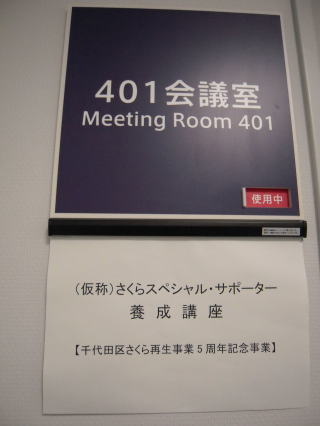 401会議室
Meeting Room 401
使用中
(仮称)さくらスペシャル・サポーター
養成講座
【千代田区さくら再生事業5周年記念事業】